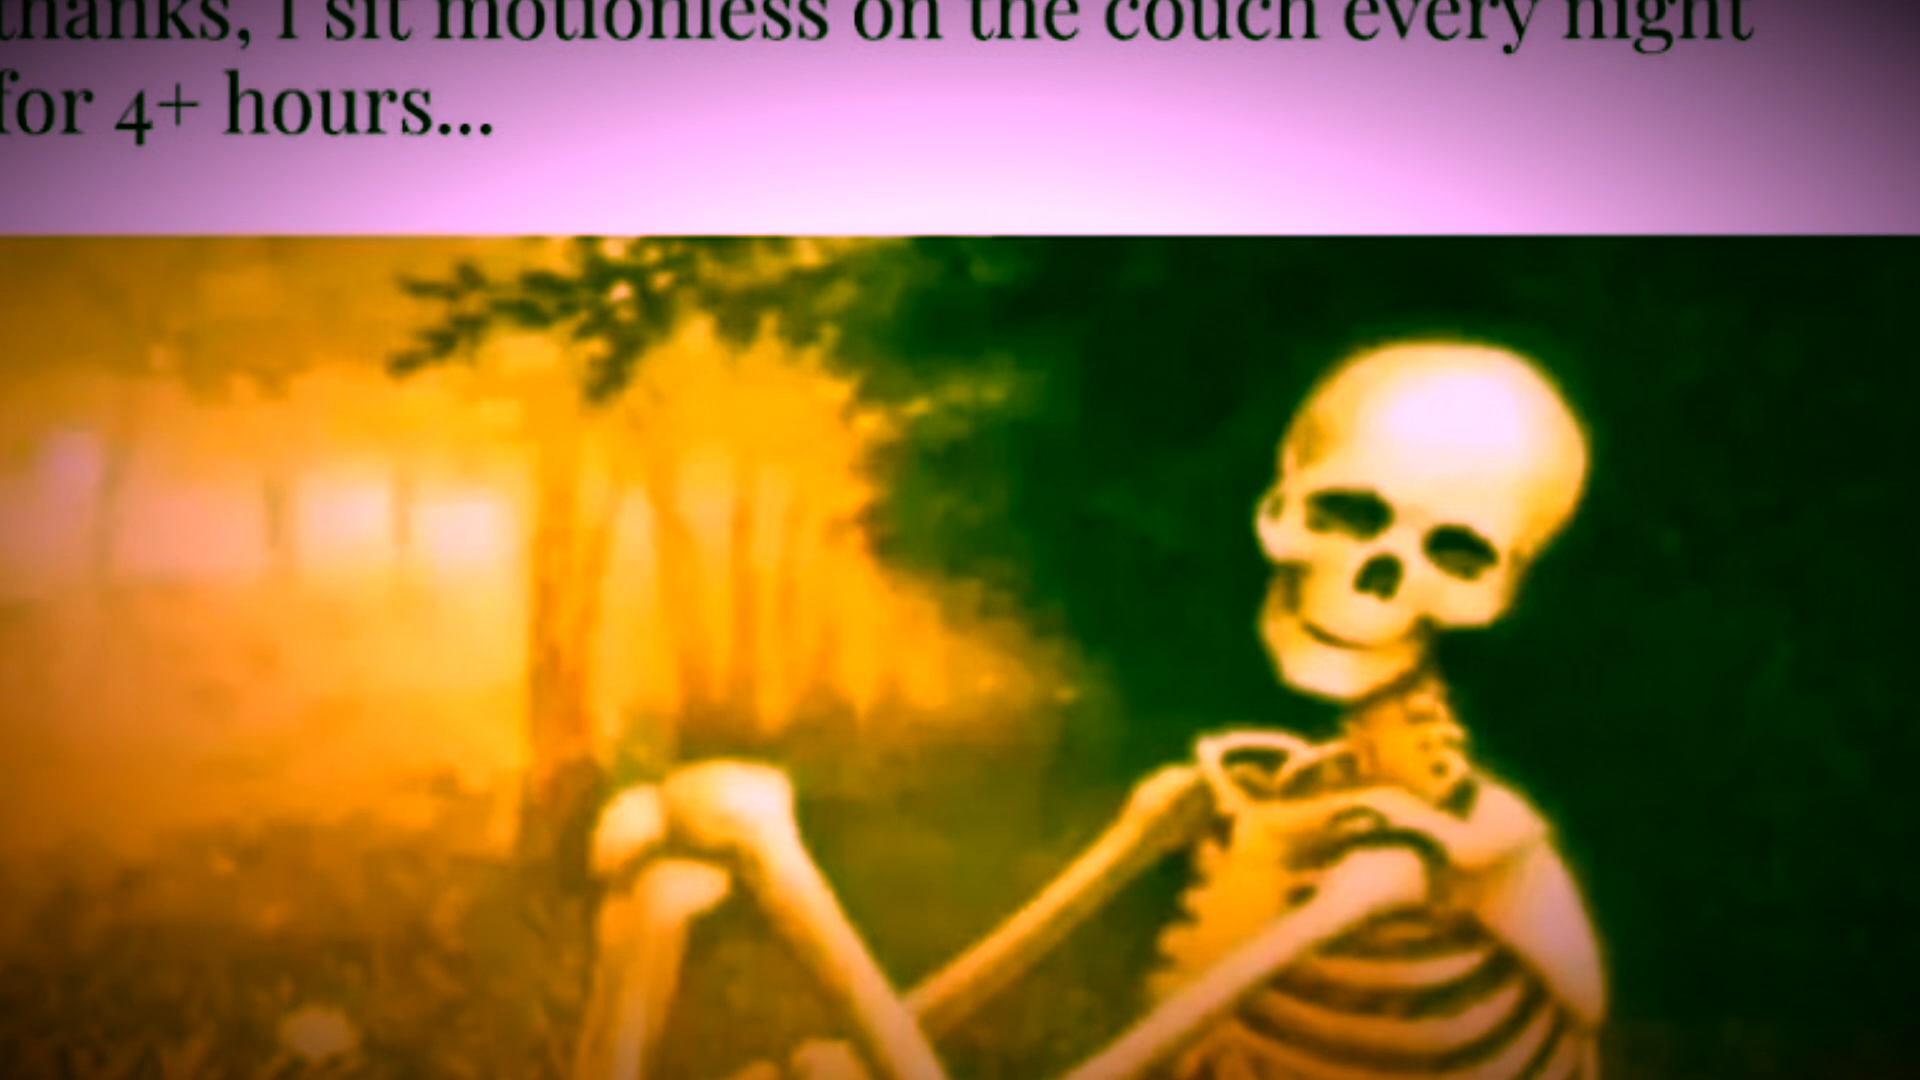 thanks, I sit motionless on the couch every night
for 4+ hours...